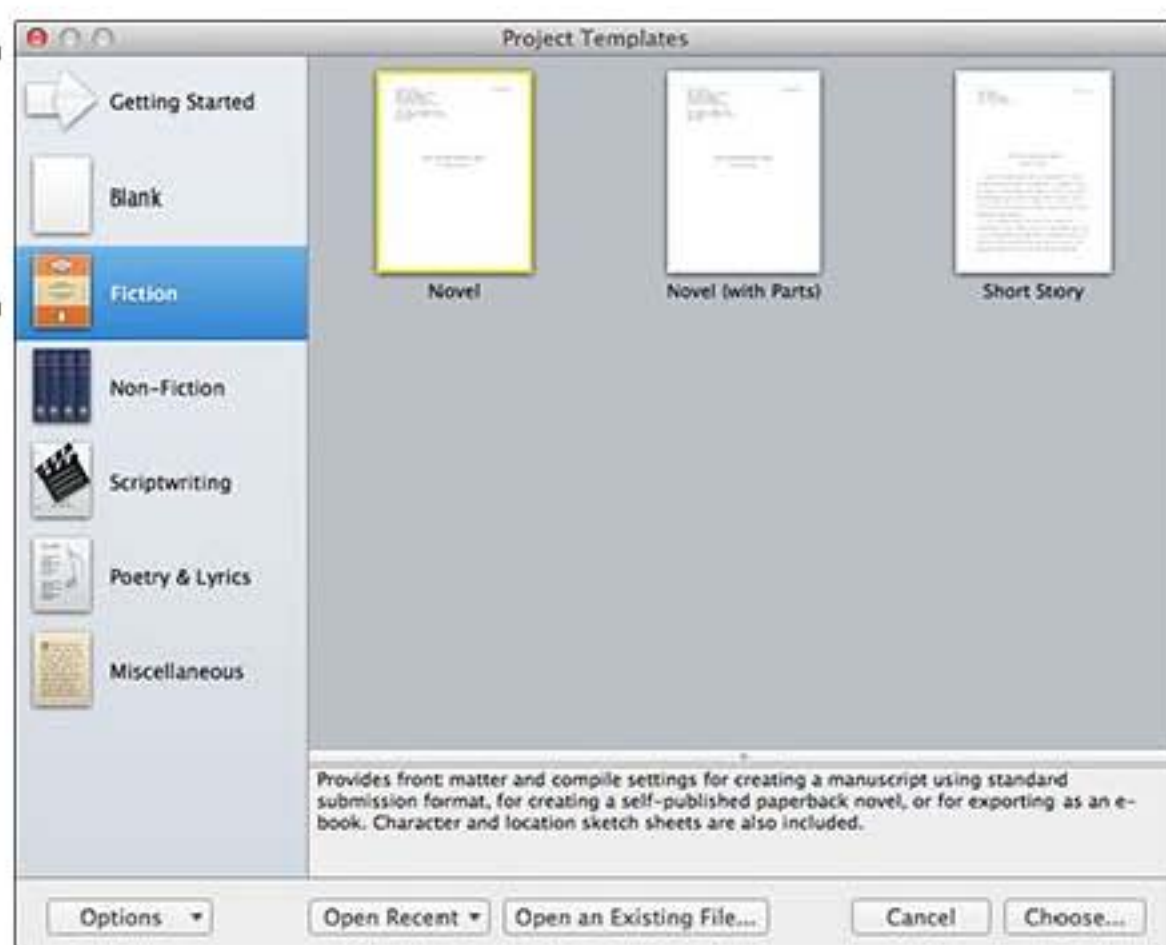 Project Templates
Getting Started
Blank
Fiction
Non-Fiction
Scriptwriting
Poetry & Lyrics
Miscellaneous
Novel
Novel (with Parts)
Short Story
Provides front matter and compile settings for creating a manuscript using standard
submission format, for creating a self-published paperback novel, or for exporting as an e-
book. Character and location sketch sheets are also included.
Options
Open Recent
Open an Existing File...
Cancel
Choose...